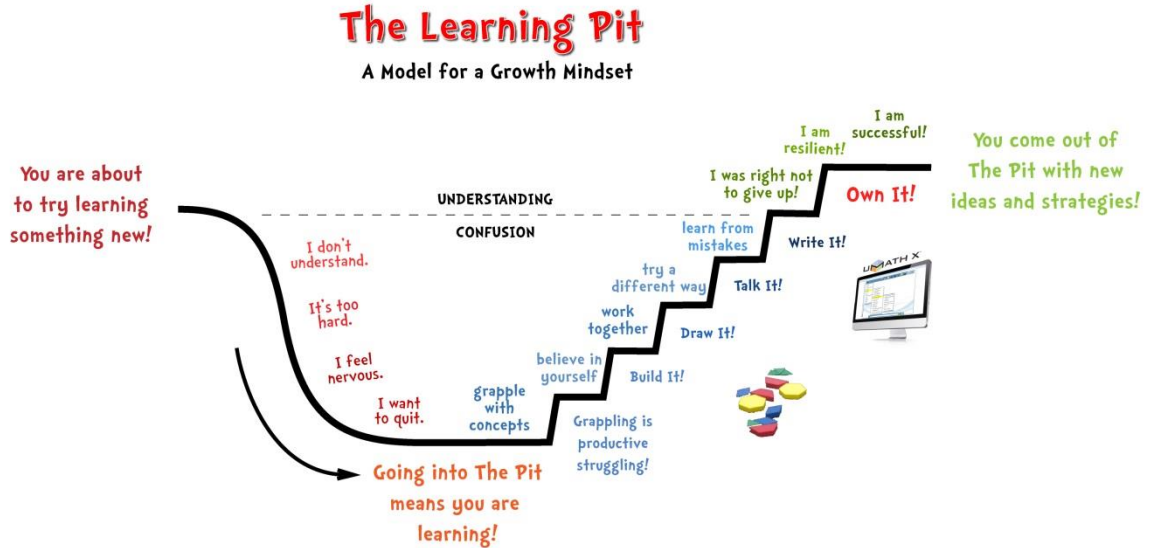 The Learning Pit
A Model for a Growth Mindset
You are about
to try learning
something new!
I don't
understand.
It's too
hard.
I feel
nervous.
I want
to quit.
Going into The Pit
means you are
learning!
UNDERSTANDING
CONFUSION
grapple
with
concepts
believe in
yourself
work
together
try a
different way
learn from
mistakes
I was right not
to give up!
I am
resilient!
I am
successful!
Grappling is
productive
struggling!
Build It!
Draw It!
Talk It!
Write It!
Own It!
UMATH X
You come out of
The Pit with new
ideas and strategies!